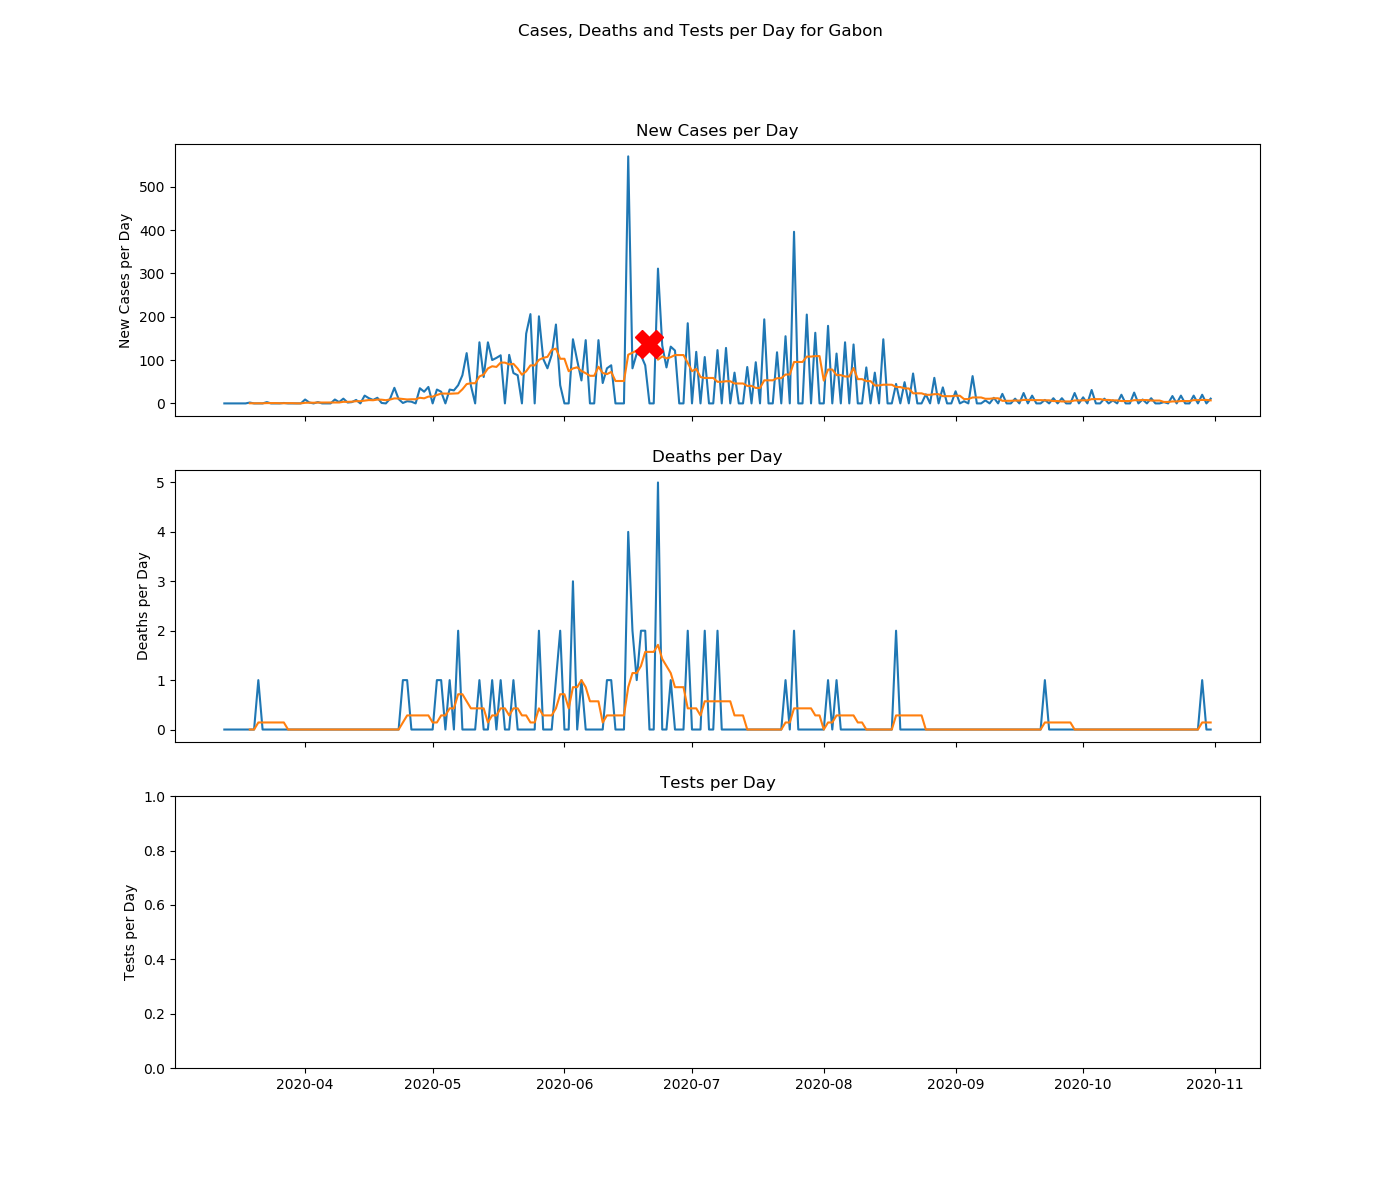 Cases, Deaths and Tests per Day for Gabon
New Cases per Day
New Cases per Day
500
400
300
200
100
0
Deaths per Day
Deaths per Day
5
4
3
2
1
0
Tests per Day
Tests per Day
1.0
0.8
0.6
0.4
0.2
0.0
2020-04 2020-05 2020-06 2020-07 2020-08 2020-09 2020-10 2020-11